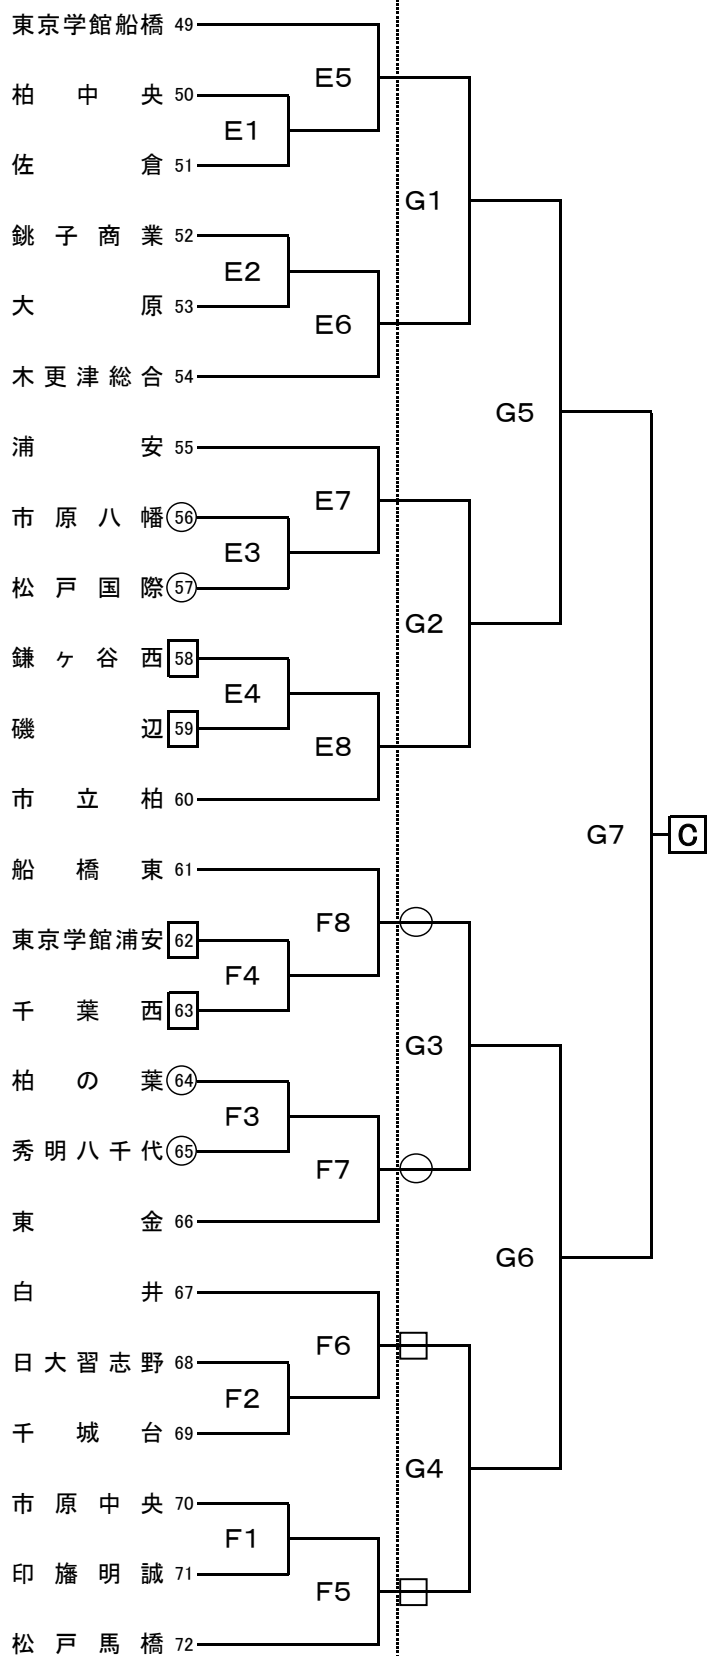 東京学館船橋 49
E5
柏中央 50
E1
佐倉 51
G1
銚子商業 52
E2
大原 53
E6
木更津総合 54
G5
浦安 55
E7
市原八幡 56
E3
松戸国際 57
G2
鎌ヶ谷西 58
E4
磯辺 59
E8
市立柏 60
G7 C
船橋東 61
F8
東京学館浦安 62
F4
千葉西 63
G3
柏の葉 64
F3
秀明八千代 65
F7
東金 66
G6
白井 67
F6
日大習志野 68
F2
千城台 69
G4
市原中央 70
F1
印旛明誠 71
F5
松戸馬橋 72